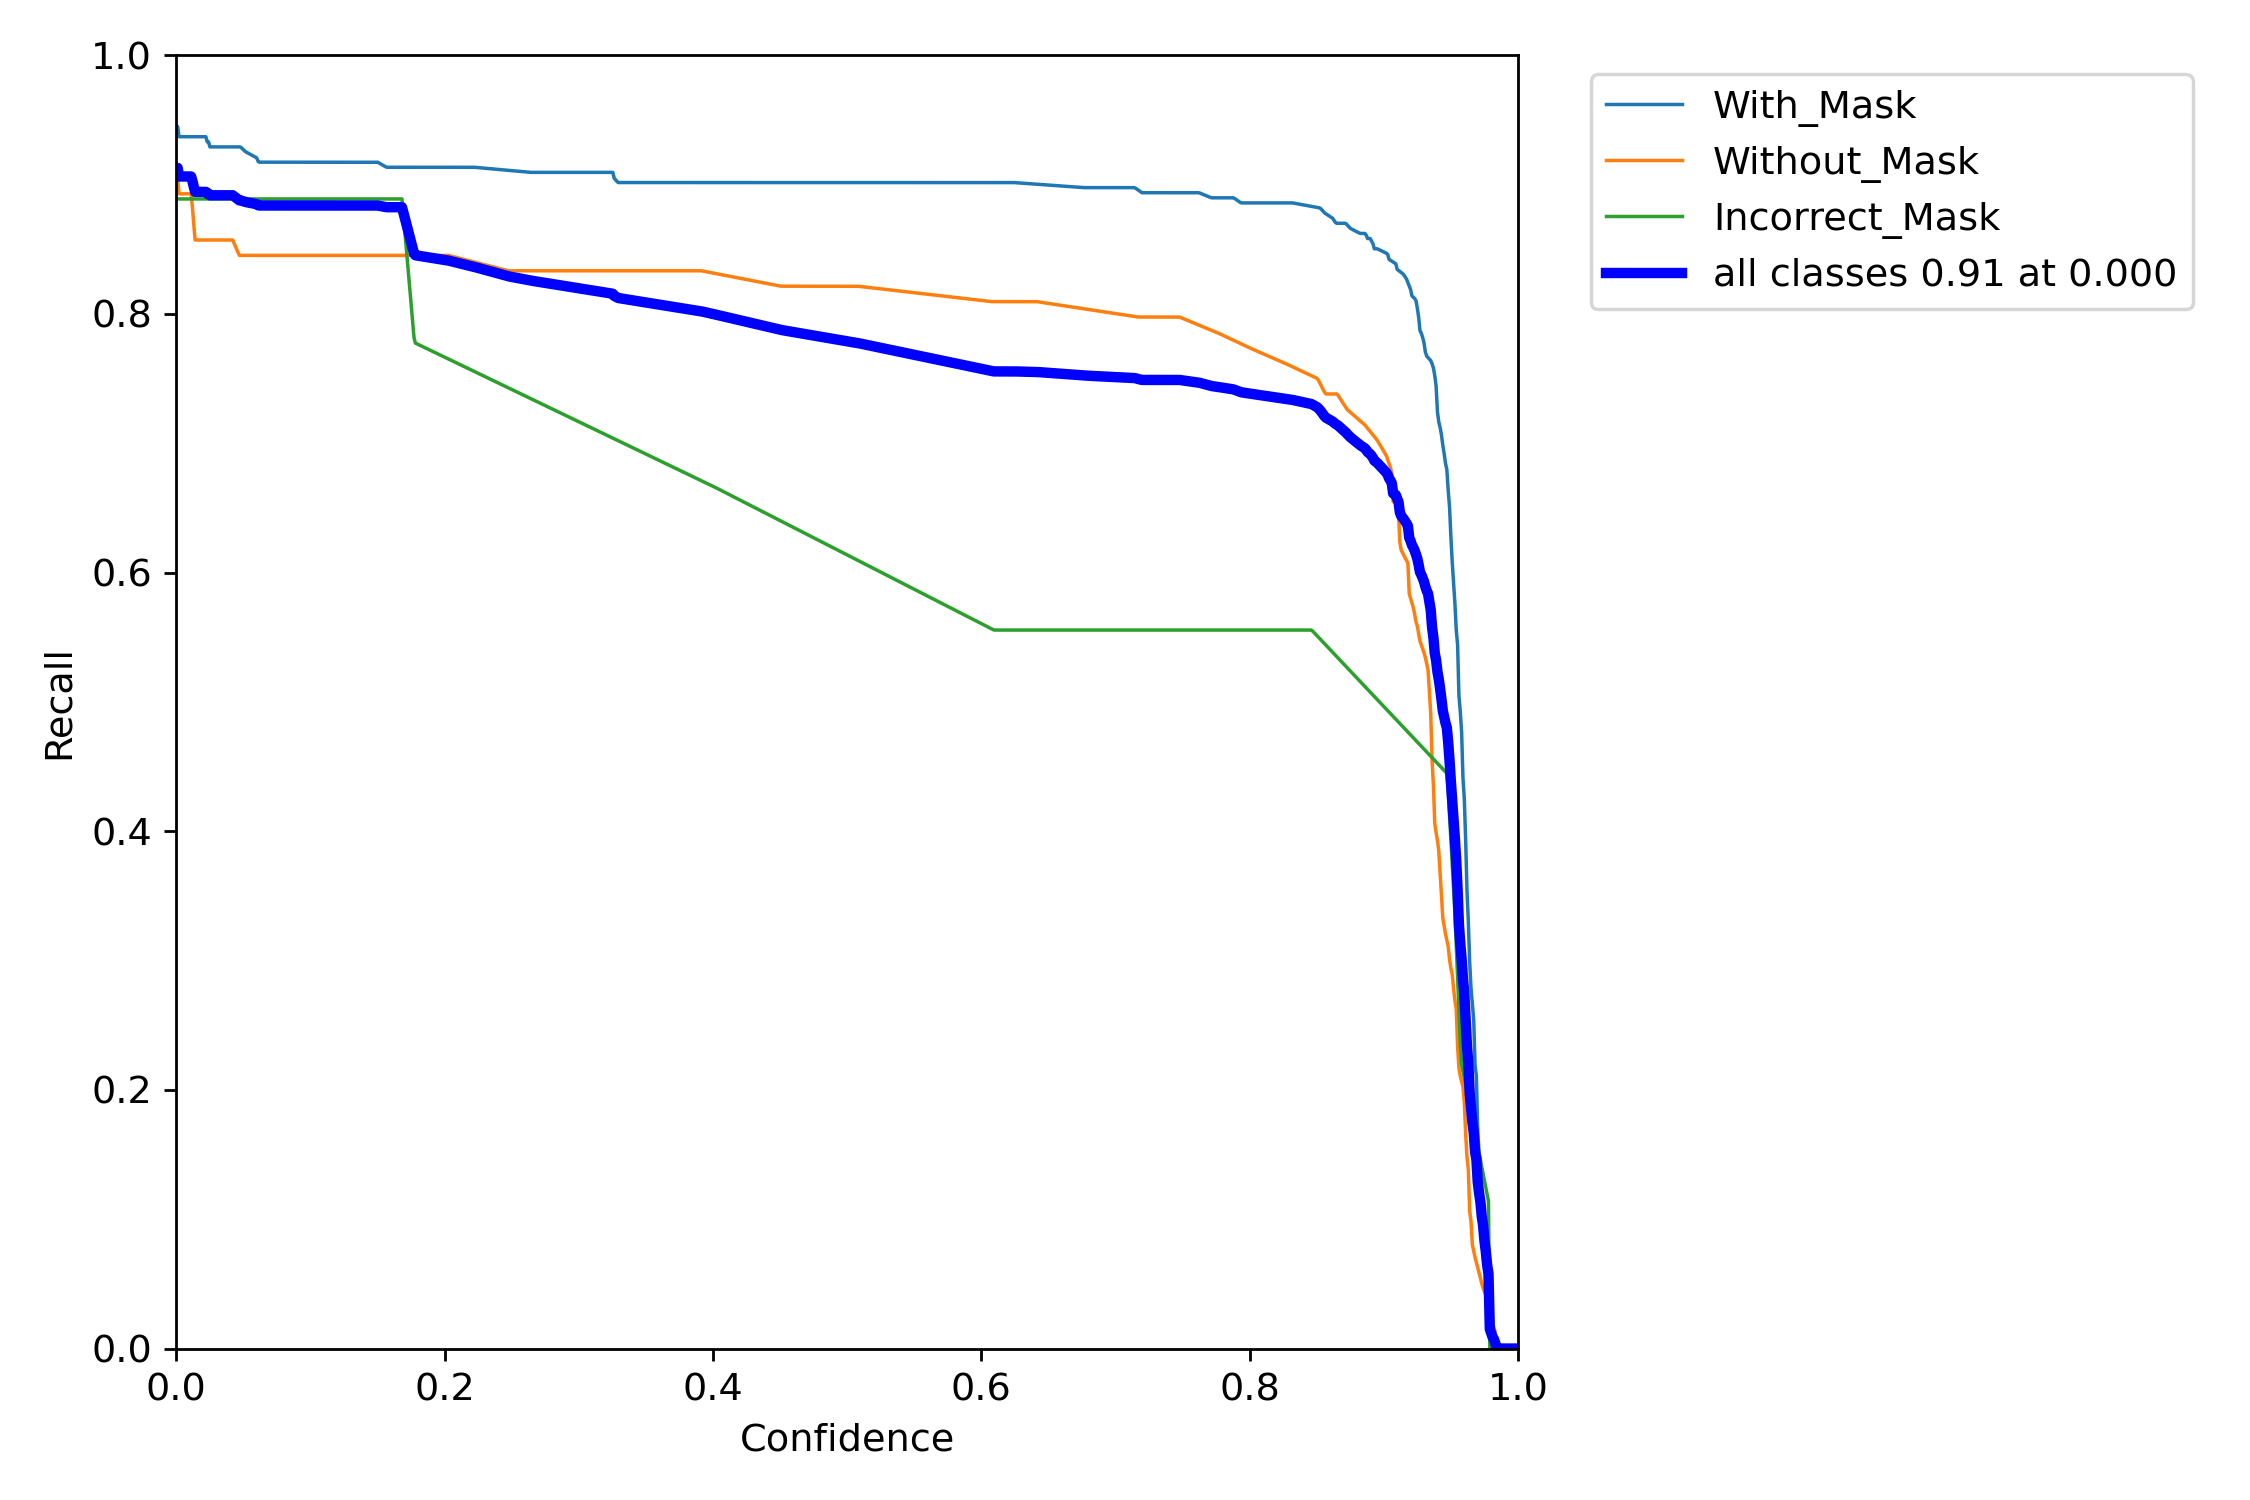 With_Mask
Without_Mask
Incorrect_Mask
all classes 0.91 at 0.000
1.0
0.8
0.6
0.4
0.2
0.0
Recall
0.0 0.2 0.4 0.6 0.8 1.0
Confidence